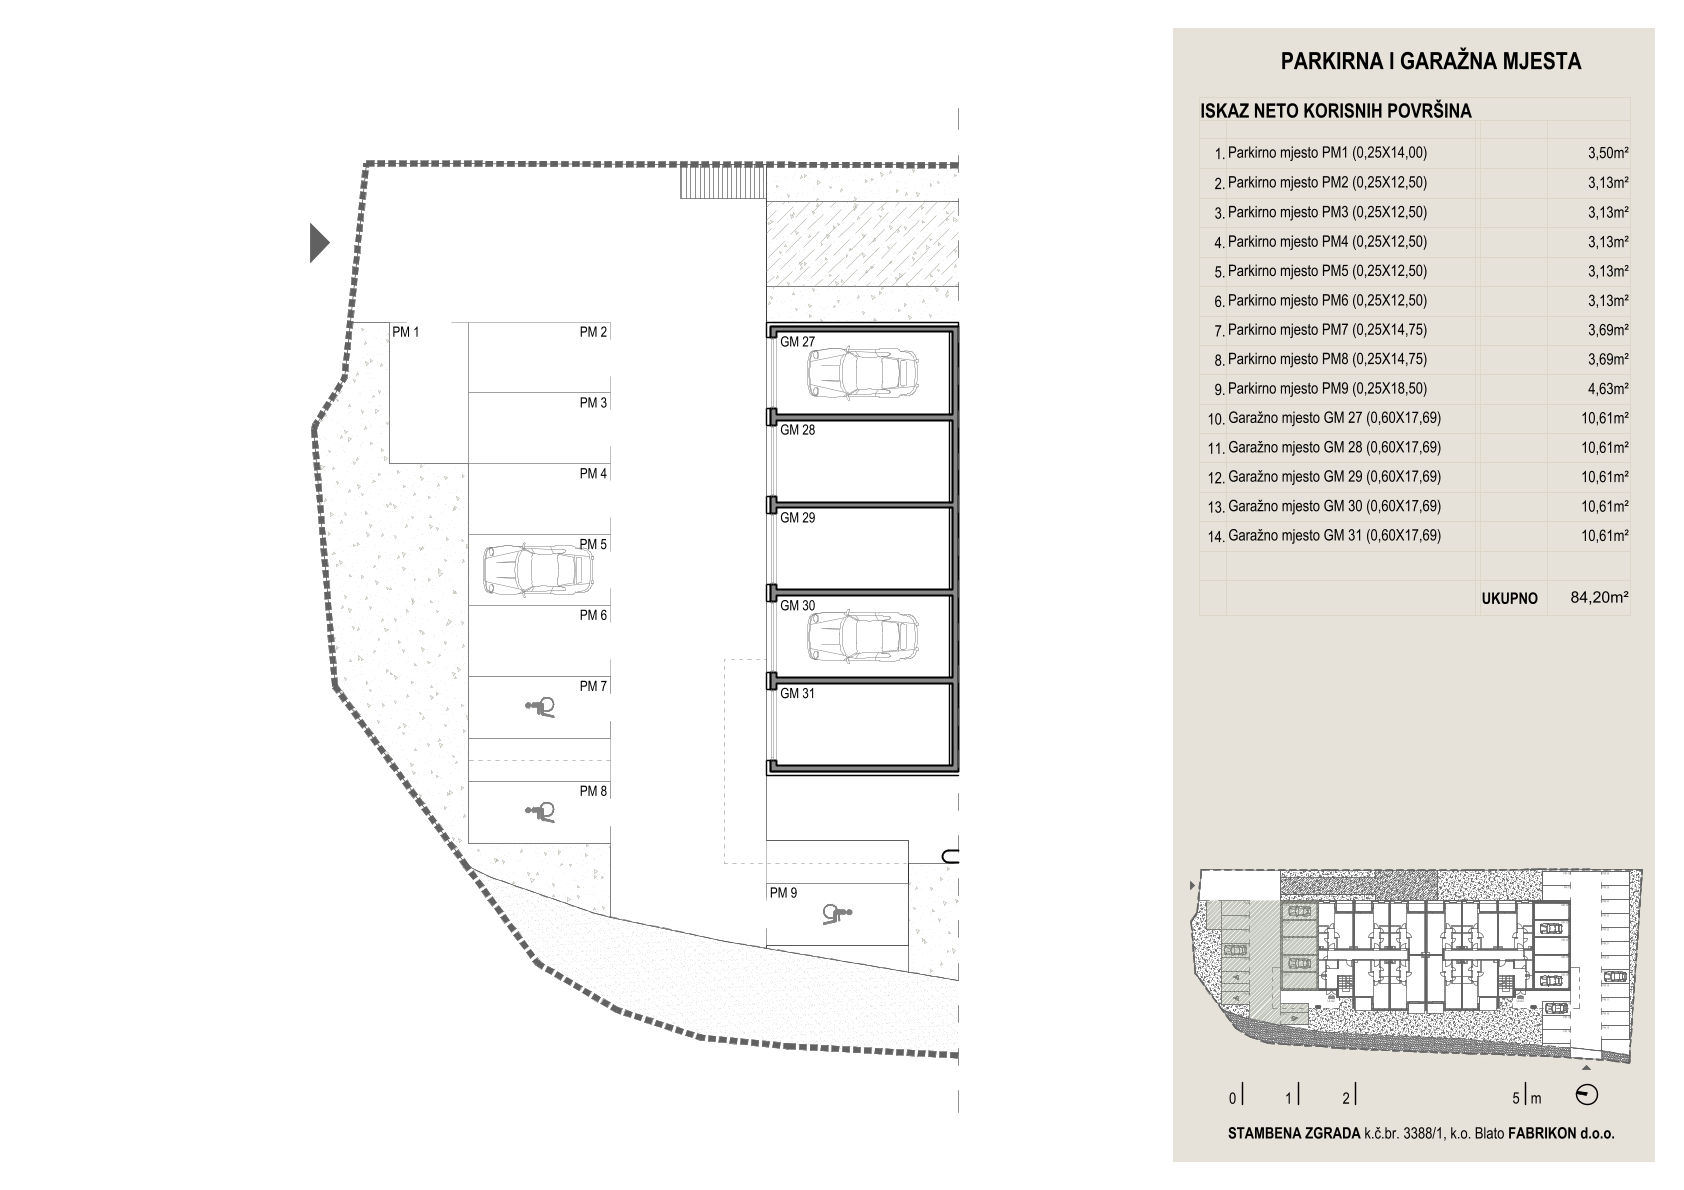 PM 1
PM 2
PM 3
PM 4
PM 5
PM 6
PM 7
PM 8
GM 27
GM 28
GM 29
GM 30
GM 31
PM 9
PARKIRNA I GARAŽNA MJESTA
ISKAZ NETO KORISNIH POVRŠINA
1. Parkirno mjesto PM1 (0,25X14,00) 3,50m²
2. Parkirno mjesto PM2 (0,25X12,50) 3,13m²
3. Parkirno mjesto PM3 (0,25X12,50) 3,13m²
4. Parkirno mjesto PM4 (0,25X12,50) 3,13m²
5. Parkirno mjesto PM5 (0,25X12,50) 3,13m²
6. Parkirno mjesto PM6 (0,25X12,50) 3,13m²
7. Parkirno mjesto PM7 (0,25X14,75) 3,69m²
8. Parkirno mjesto PM8 (0,25X14,75) 3,69m²
9. Parkirno mjesto PM9 (0,25X18,50) 4,63m²
10. Garažno mjesto GM 27 (0,60X17,69) 10,61m²
11. Garažno mjesto GM 28 (0,60X17,69) 10,61m²
12. Garažno mjesto GM 29 (0,60X17,69) 10,61m²
13. Garažno mjesto GM 30 (0,60X17,69) 10,61m²
14. Garažno mjesto GM 31 (0,60X17,69) 10,61m²
UKUPNO 84,20m²
0 1 2 5 m
STAMBENA ZGRADA k.č.br. 3388/1, k.o. Blato FABRIKON d.o.o.